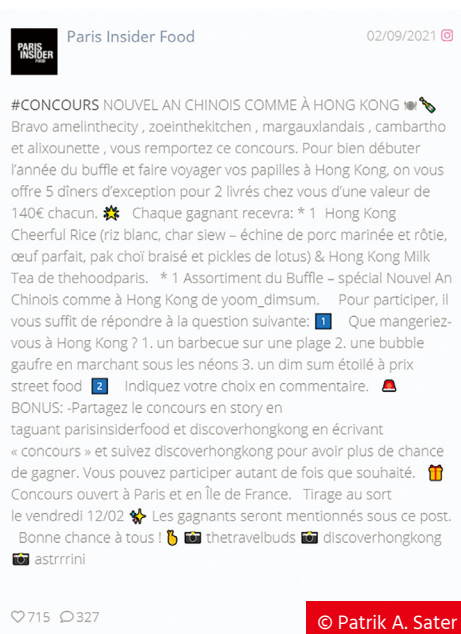 PARIS
INSIDER
FOOD
Paris Insider Food
02/09/2021
#CONCOURS NOUVEL AN CHINOIS COMME À HONG KONG 🍽🍾
Bravo amelinthecity , zoeinthekitchen , margauxlandais , cambartho
et alixounette , vous remportez ce concours. Pour bien débuter
l’année du buffle et faire voyager vos papilles à Hong Kong, on vous
offre 5 dîners d’exception pour 2 livrés chez vous d’une valeur de
140€ chacun. 🌟 Chaque gagnant recevra: * 1 Hong Kong
Cheerful Rice (riz blanc, char siew – échine de porc marinée et rôtie,
œuf parfait, pak choï braisé et pickles de lotus) & Hong Kong Milk
Tea de thehoodparis. * 1 Assortiment du Buffle – spécial Nouvel An
Chinois comme à Hong Kong de yoom_dimsum. Pour participer, il
vous suffit de répondre à la question suivante: 1️⃣ Que mangeriez-
vous à Hong Kong ? 1. un barbecue sur une plage 2. une bubble
gaufre en marchant sous les néons 3. un dim sum étoilé à prix
street food 2️⃣ Indiquez votre choix en commentaire. 🚨
BONUS: -Partagez le concours en story en
taguant parisinsiderfood et discoverhongkong en écrivant
« concours » et suivez discoverhongkong pour avoir plus de chance
de gagner. Vous pouvez participer autant de fois que souhaité. 🎁
Concours ouvert à Paris et en Île de France. Tirage au sort
le vendredi 12/02 ✨ Les gagnants seront mentionnés sous ce post.
Bonne chance à tous ! 🫰 📸 thetravelbuds 📸 discoverhongkong
📸 astrrrini
715 327
© Patrik A. Sater